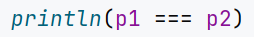 println(p1 === p2)